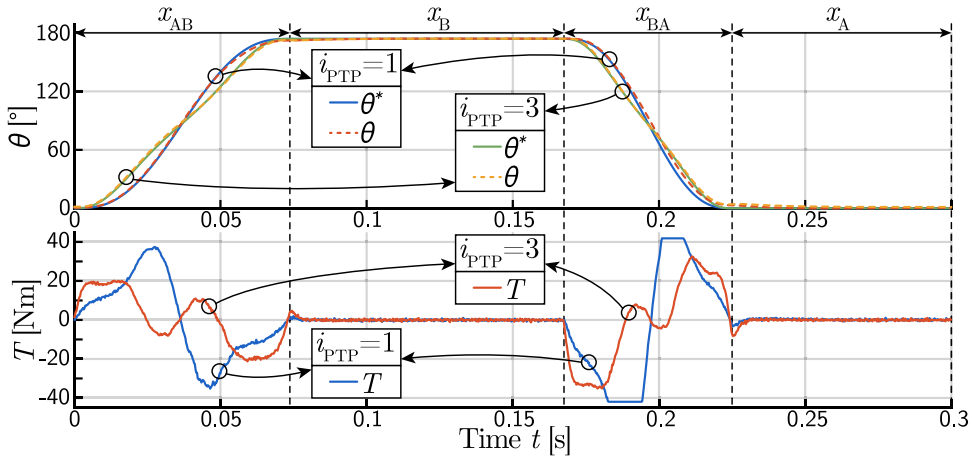 x_AB x_B x_BA x_A
180
120
60
0
θ [°]
i_PTP=1
θ*
θ
i_PTP=3
θ*
θ
0 0.05 0.1 0.15 0.2 0.25 0.3
40
20
0
-20
-40
T [Nm]
i_PTP=3
T
i_PTP=1
T
0 0.05 0.1 0.15 0.2 0.25 0.3
Time t [s]